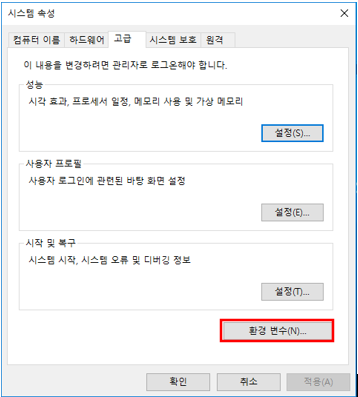 시스템 속성
컴퓨터 이름 하드웨어 고급 시스템 보호 원격
이 내용을 변경하려면 관리자로 로그온해야 합니다.
성능
시각 효과, 프로세서 일정, 메모리 사용 및 가상 메모리
설정(S)...
사용자 프로필
사용자 로그인에 관련된 바탕 화면 설정
설정(E)...
시작 및 복구
시스템 시작, 시스템 오류 및 디버깅 정보
설정(T)...
환경 변수(N)...
확인 취소 적용(A)